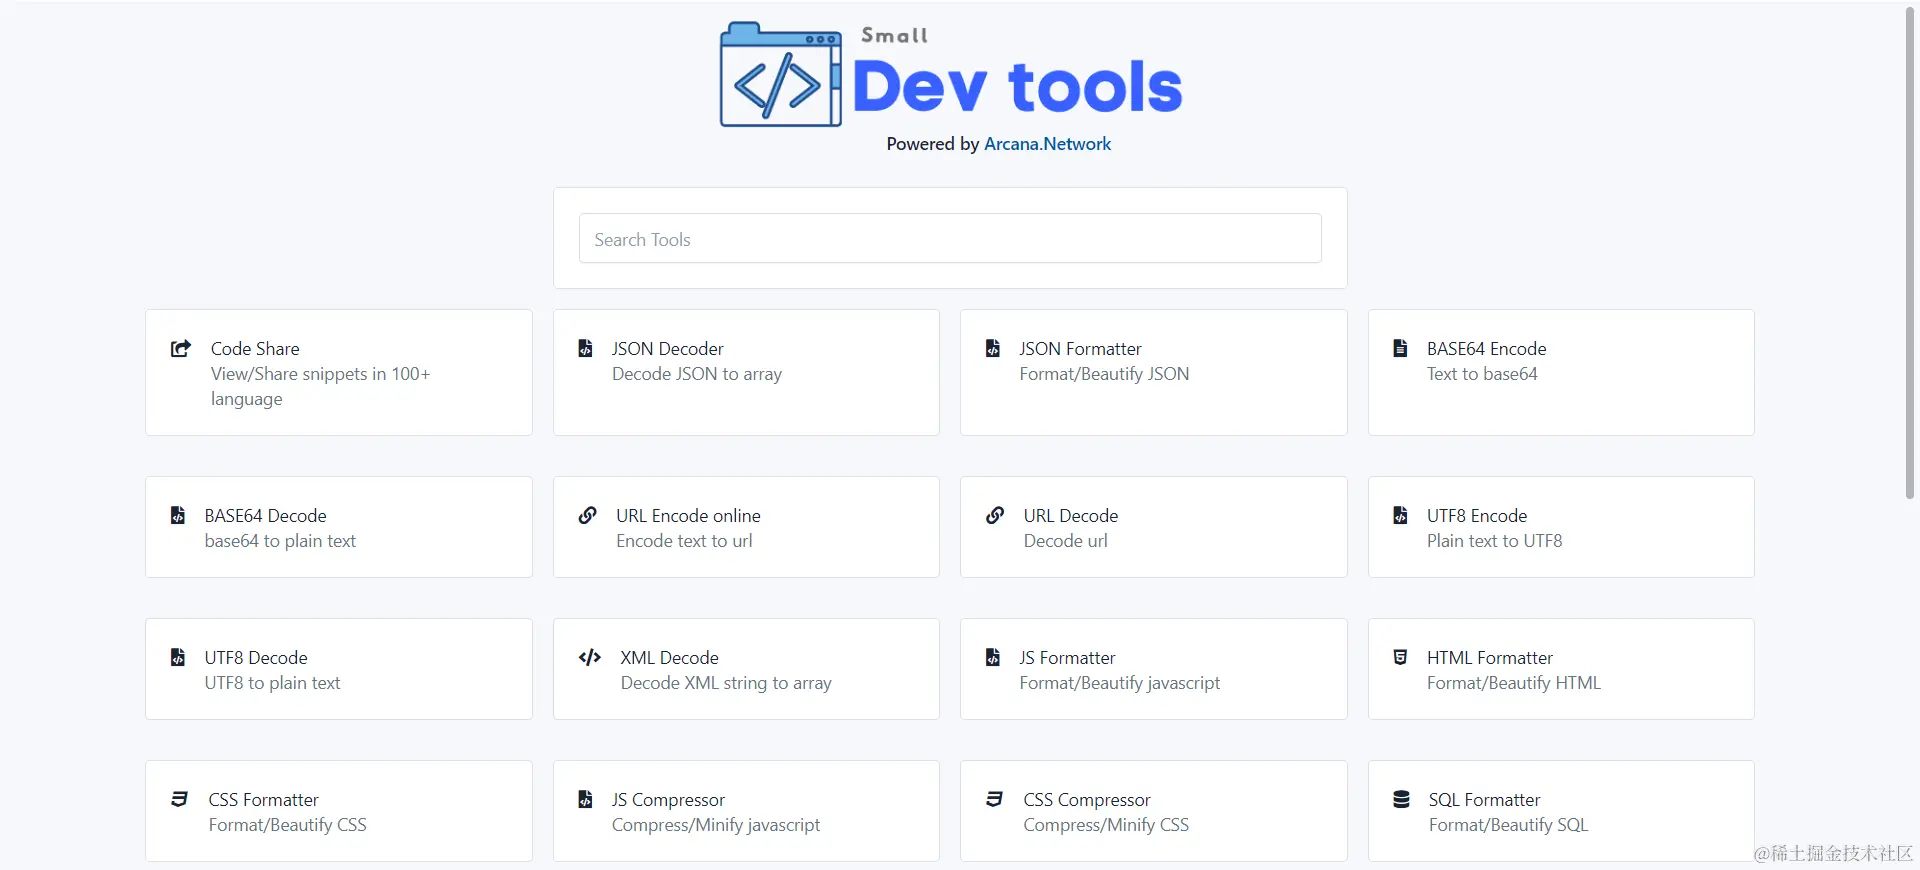 Small
Dev tools
Powered by Arcana.Network
Search Tools
Code Share
View/Share snippets in 100+
language
JSON Decoder
Decode JSON to array
JSON Formatter
Format/Beautify JSON
BASE64 Encode
Text to base64
BASE64 Decode
base64 to plain text
URL Encode online
Encode text to url
URL Decode
Decode url
UTF8 Encode
Plain text to UTF8
UTF8 Decode
UTF8 to plain text
XML Decode
Decode XML string to array
JS Formatter
Format/Beautify javascript
HTML Formatter
Format/Beautify HTML
CSS Formatter
Format/Beautify CSS
JS Compressor
Compress/Minify javascript
CSS Compressor
Compress/Minify CSS
SQL Formatter
Format/Beautify SQL
@稀土掘金技术社区